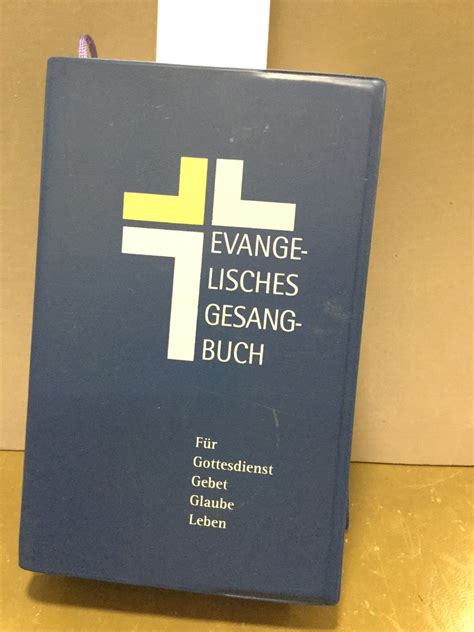 EVANGE-
LISCHES
GESANG-
BUCH
Für
Gottesdienst
Gebet
Glaube
Leben